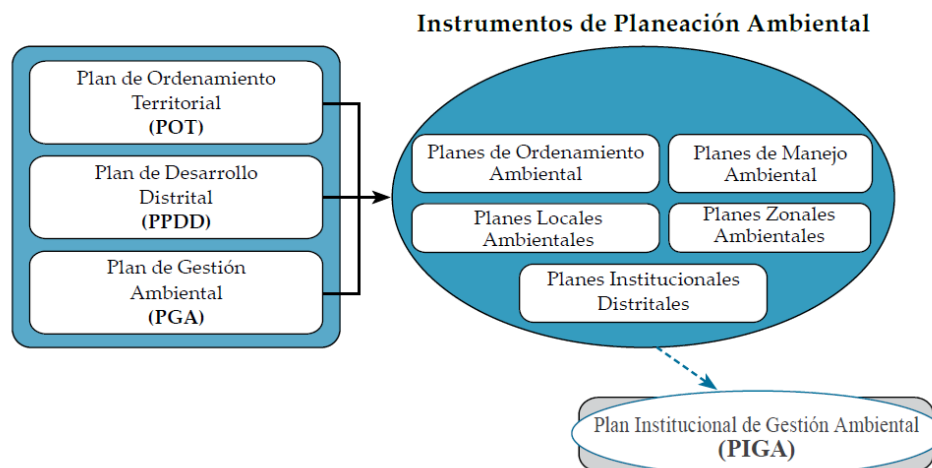 Instrumentos de Planeación Ambiental
Plan de Ordenamiento
Territorial
(POT)
Plan de Desarrollo
Distrital
(PPDD)
Plan de Gestión
Ambiental
(PGA)
Planes de Ordenamiento
Ambiental
Planes de Manejo
Ambiental
Planes Locales
Ambientales
Planes Zonales
Ambientales
Planes Institucionales
Distritales
Plan Institucional de Gestión Ambiental
(PIGA)